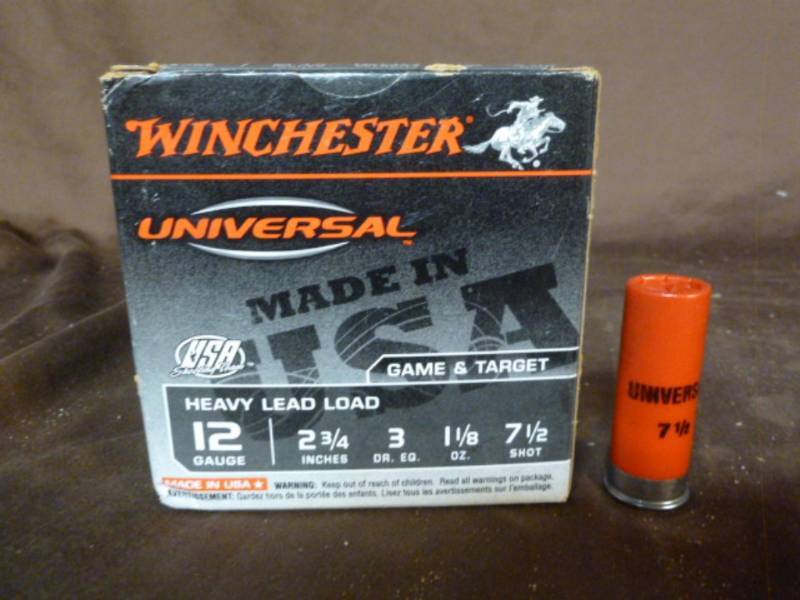 WINCHESTER®
UNIVERSAL™
MADE IN
USA
USA
GAME & TARGET
HEAVY LEAD LOAD
12 2 3/4 3 1 1/8 7 1/2
GAUGE INCHES DR. EQ. OZ. SHOT
MADE IN USA ★ WARNING: Keep out of reach of children. Read all warnings on package.
AVERTISSEMENT: Gardez hors de la portée des enfants. Lisez tous les avertissements sur l'emballage.
UNIVERS
7 1/2